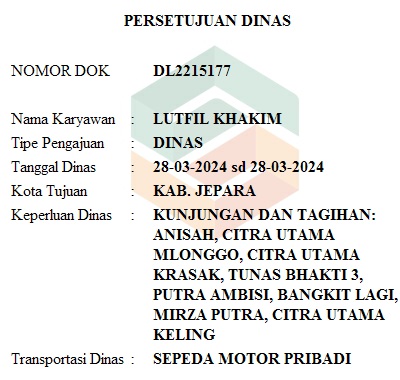 PERSETUJUAN DINAS
NOMOR DOK DL2215177
Nama Karyawan : LUTFIL KHAKIM
Tipe Pengajuan : DINAS
Tanggal Dinas : 28-03-2024 sd 28-03-2024
Kota Tujuan : KAB. JEPARA
Keperluan Dinas : KUNJUNGAN DAN TAGIHAN:
ANISAH, CITRA UTAMA
MLONGGO, CITRA UTAMA
KRASAK, TUNAS BHAKTI 3,
PUTRA AMBISI, BANGKIT LAGI,
MIRZA PUTRA, CITRA UTAMA
KELING
Transportasi Dinas : SEPEDA MOTOR PRIBADI